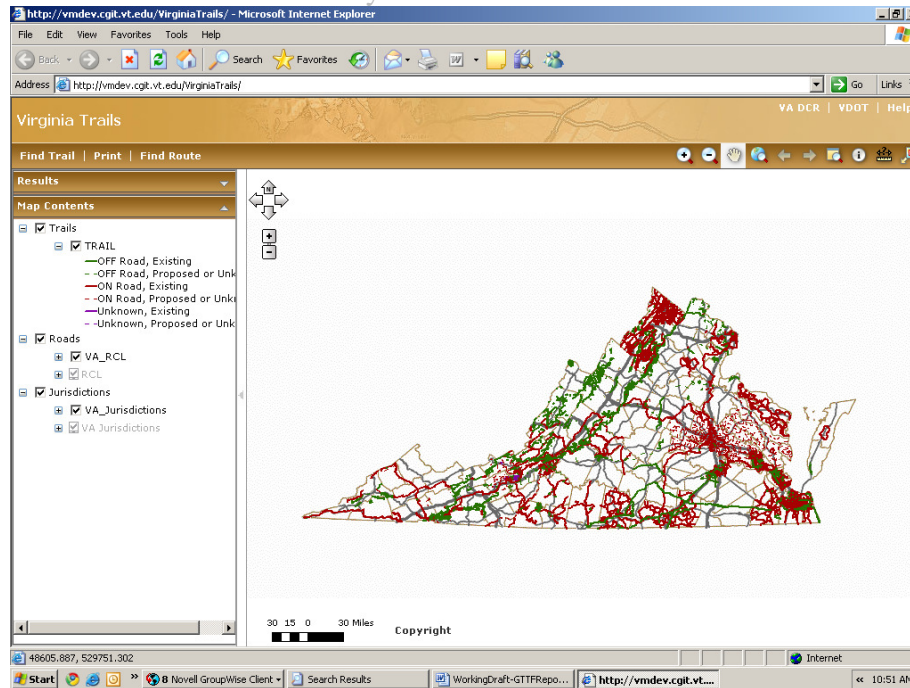 http://vmdev.cgit.vt.edu/VirginiaTrails/ - Microsoft Internet Explorer
File Edit View Favorites Tools Help
Back Search Favorites
Address http://vmdev.cgit.vt.edu/VirginiaTrails/ Go Links
Virginia Trails
VA DCR | VDOT | Help
Find Trail | Print | Find Route
Results
Map Contents
Trails
TRAIL
OFF Road, Existing
OFF Road, Proposed or Unk
ON Road, Existing
ON Road, Proposed or Unk
Unknown, Existing
Unknown, Proposed or Unk
Roads
VA_RCL
RCL
Jurisdictions
VA_Jurisdictions
VA Jurisdictions
N
30 15 0 30 Miles
Copyright
48605.887, 529751.302
Internet
Start » 8 Novell GroupWise Client Search Results WorkingDraft-GTTFRepo... http://vmdev.cgit.vt.... « 10:51 AM